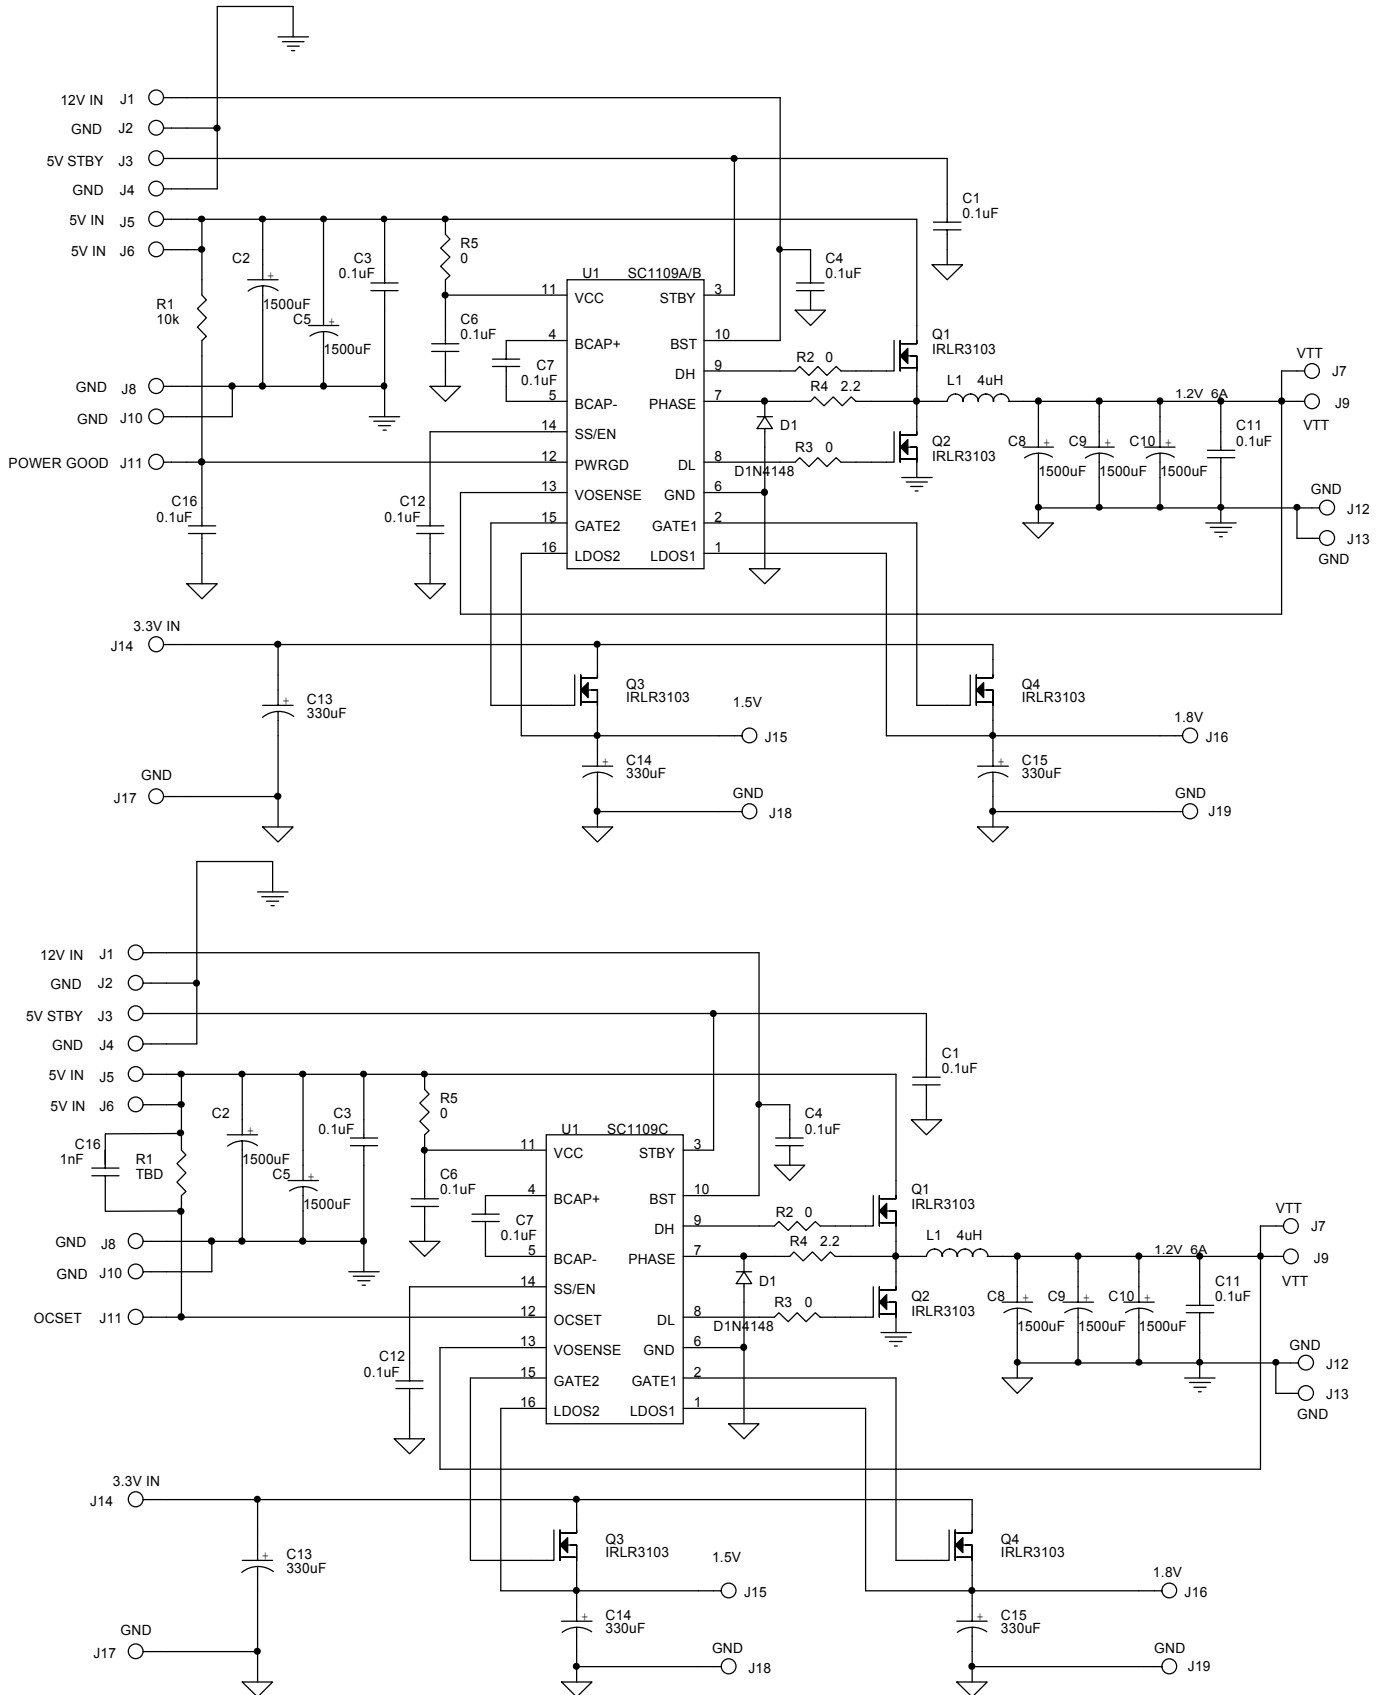 12V IN J1
GND J2
5V STBY J3
GND J4
5V IN J5
5V IN J6
C1
0.1uF
R5
0
C2
1500uF
C3
0.1uF
C4
0.1uF
U1 SC1109A/B
R1
10k
C5
1500uF
C6
0.1uF
C7
0.1uF
11 VCC STBY 3
4 BCAP+ BST 10
DH 9
5 BCAP- PHASE 7
14 SS/EN
12 PWRGD DL 8
13 VOSENSE GND 6
15 GATE2 GATE1 2
16 LDOS2 LDOS1 1
Q1
IRLR3103
R2 0
R4 2.2
L1 4uH
VTT
J7
1.2V 6A
J9
VTT
D1
D1N4148
R3 0
Q2
IRLR3103
C8
1500uF
C9
1500uF
C10
1500uF
C11
0.1uF
GND J8
GND J10
POWER GOOD J11
C16
0.1uF
C12
0.1uF
GND
J12
J13
GND
3.3V IN
J14
C13
330uF
Q3
IRLR3103
1.5V
J15
Q4
IRLR3103
1.8V
J16
C14
330uF
C15
330uF
GND
J17
GND
J18
GND
J19
12V IN J1
GND J2
5V STBY J3
GND J4
5V IN J5
5V IN J6
C1
0.1uF
R5
0
C2
1500uF
C3
0.1uF
C4
0.1uF
U1 SC1109C
C16
1nF
R1
TBD
C5
1500uF
C6
0.1uF
C7
0.1uF
11 VCC STBY 3
4 BCAP+ BST 10
DH 9
5 BCAP- PHASE 7
14 SS/EN
12 OCSET DL 8
13 VOSENSE GND 6
15 GATE2 GATE1 2
16 LDOS2 LDOS1 1
Q1
IRLR3103
R2 0
R4 2.2
L1 4uH
VTT
J7
1.2V 6A
J9
VTT
D1
D1N4148
R3 0
Q2
IRLR3103
C8
1500uF
C9
1500uF
C10
1500uF
C11
0.1uF
GND J8
GND J10
OCSET J11
C12
0.1uF
GND
J12
J13
GND
3.3V IN
J14
C13
330uF
Q3
IRLR3103
1.5V
J15
Q4
IRLR3103
1.8V
J16
C14
330uF
C15
330uF
GND
J17
GND
J18
GND
J19